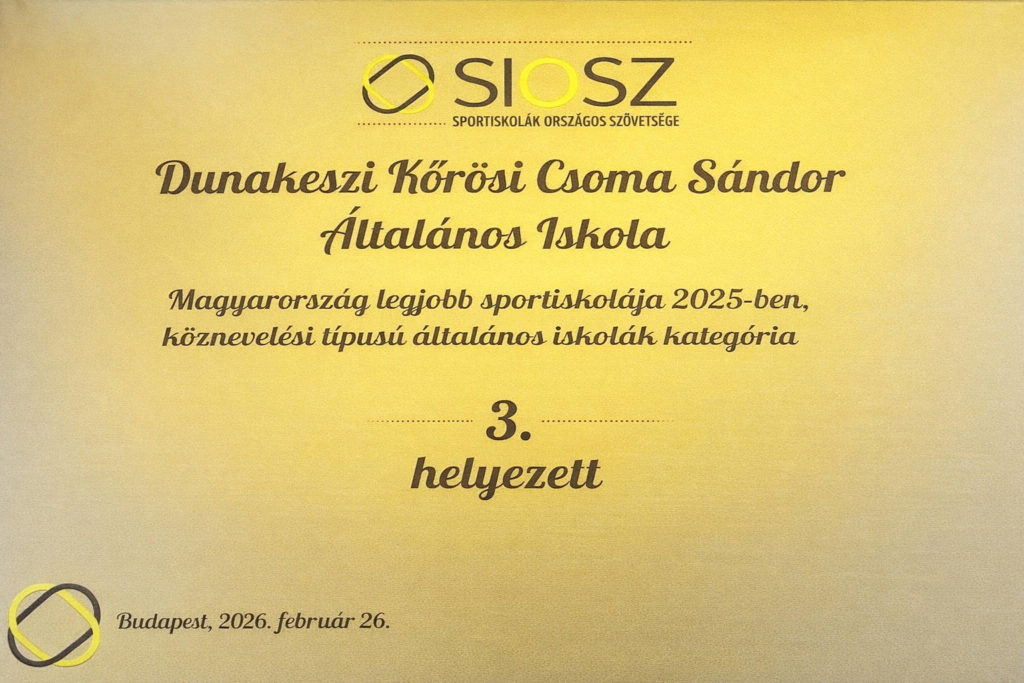 SIOSZ
SPORTISKOLÁK ORSZÁGOS SZÖVETSÉGE
Dunakeszi Kőrösi Csoma Sándor
Általános Iskola
Magyarország legjobb sportiskolája 2025-ben,
köznevelési típusú általános iskolák kategória
3.
helyezett
Budapest, 2026. február 26.